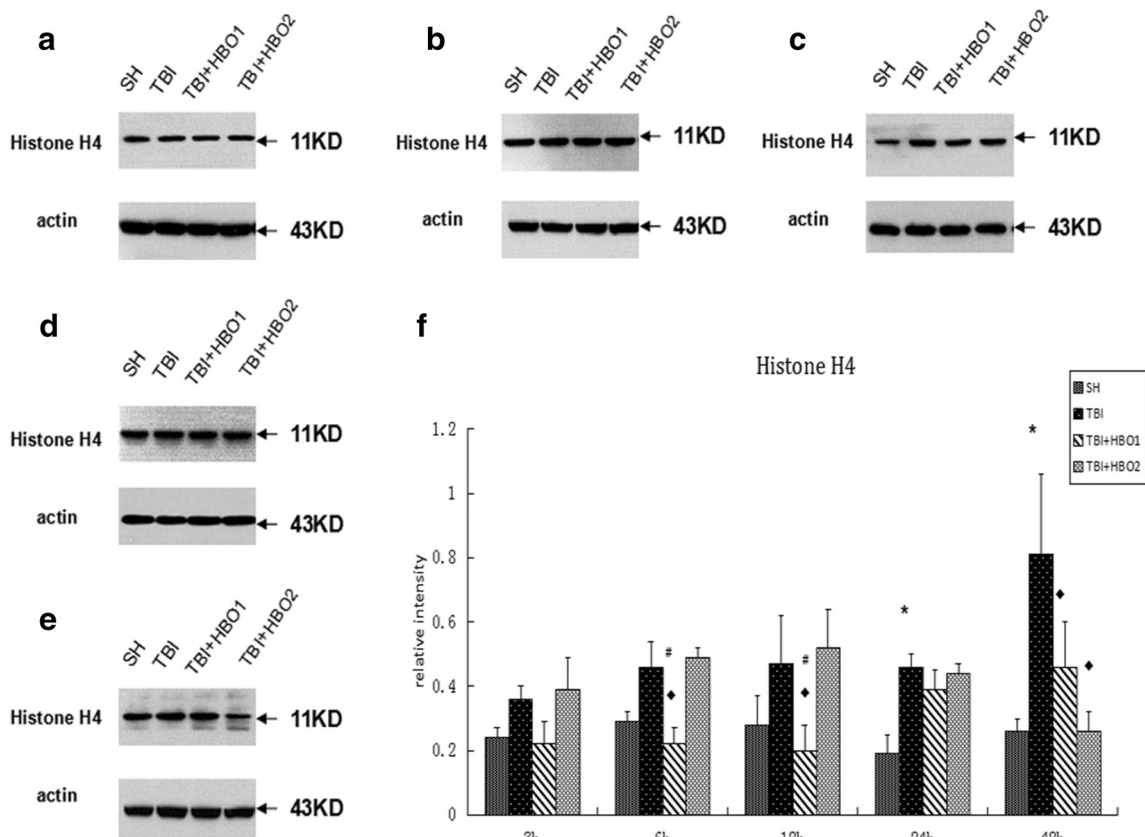 a
SH TBI TBI+HBO1 TBI+HBO2
Histone H4 11KD
actin 43KD
b
SH TBI TBI+HBO1 TBI+HBO2
Histone H4 11KD
actin 43KD
c
SH TBI TBI+HBO1 TBI+HBO2
Histone H4 11KD
actin 43KD
d
SH TBI TBI+HBO1 TBI+HBO2
Histone H4 11KD
actin 43KD
e
SH TBI TBI+HBO1 TBI+HBO2
Histone H4 11KD
actin 43KD
f
Histone H4
SH
TBI
TBI+HBO1
TBI+HBO2
relative intensity
1.2
1
0.8
0.6
0.4
0.2
0
*
*
#
#